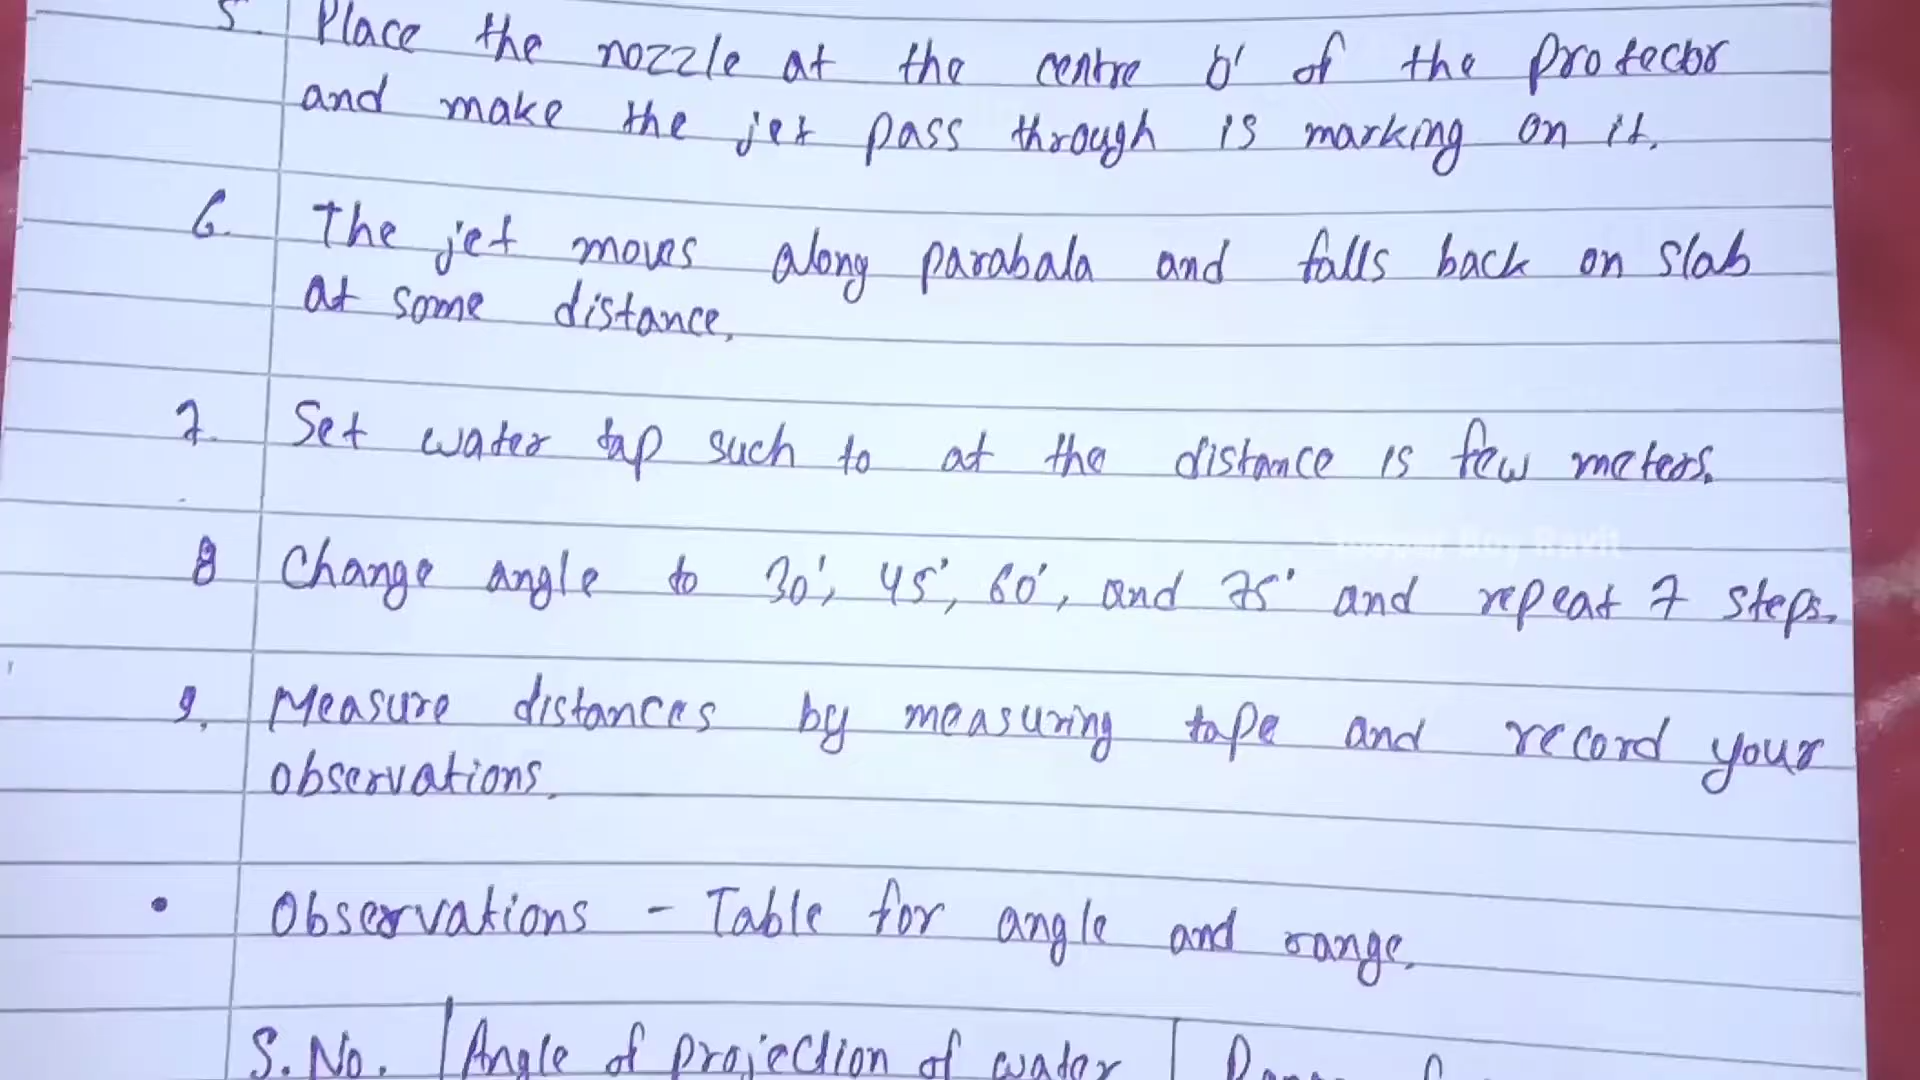 5. Place the nozzle at the centre o' of the protector
and make the jet pass through is marking on it.
6. The jet moves along parabala and falls back on slab
at some distance.
7. Set water tap such to at the distance is few meters.
8 Change angle to 30°, 45°, 60°, and 75° and repeat 7 steps.
9. Measure distances by measuring tape and record your
observations.
• Observations - Table for angle and range.
S. No. Angle of projection of water